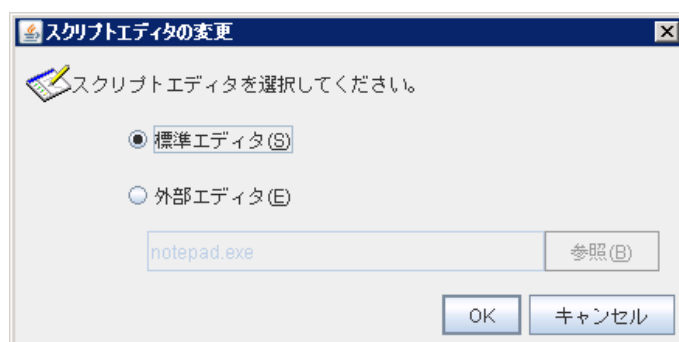 スクリプトエディタの変更
スクリプトエディタを選択してください。
標準エディタ(S)
外部エディタ(E)
notepad.exe
参照(B)
OK
キャンセル